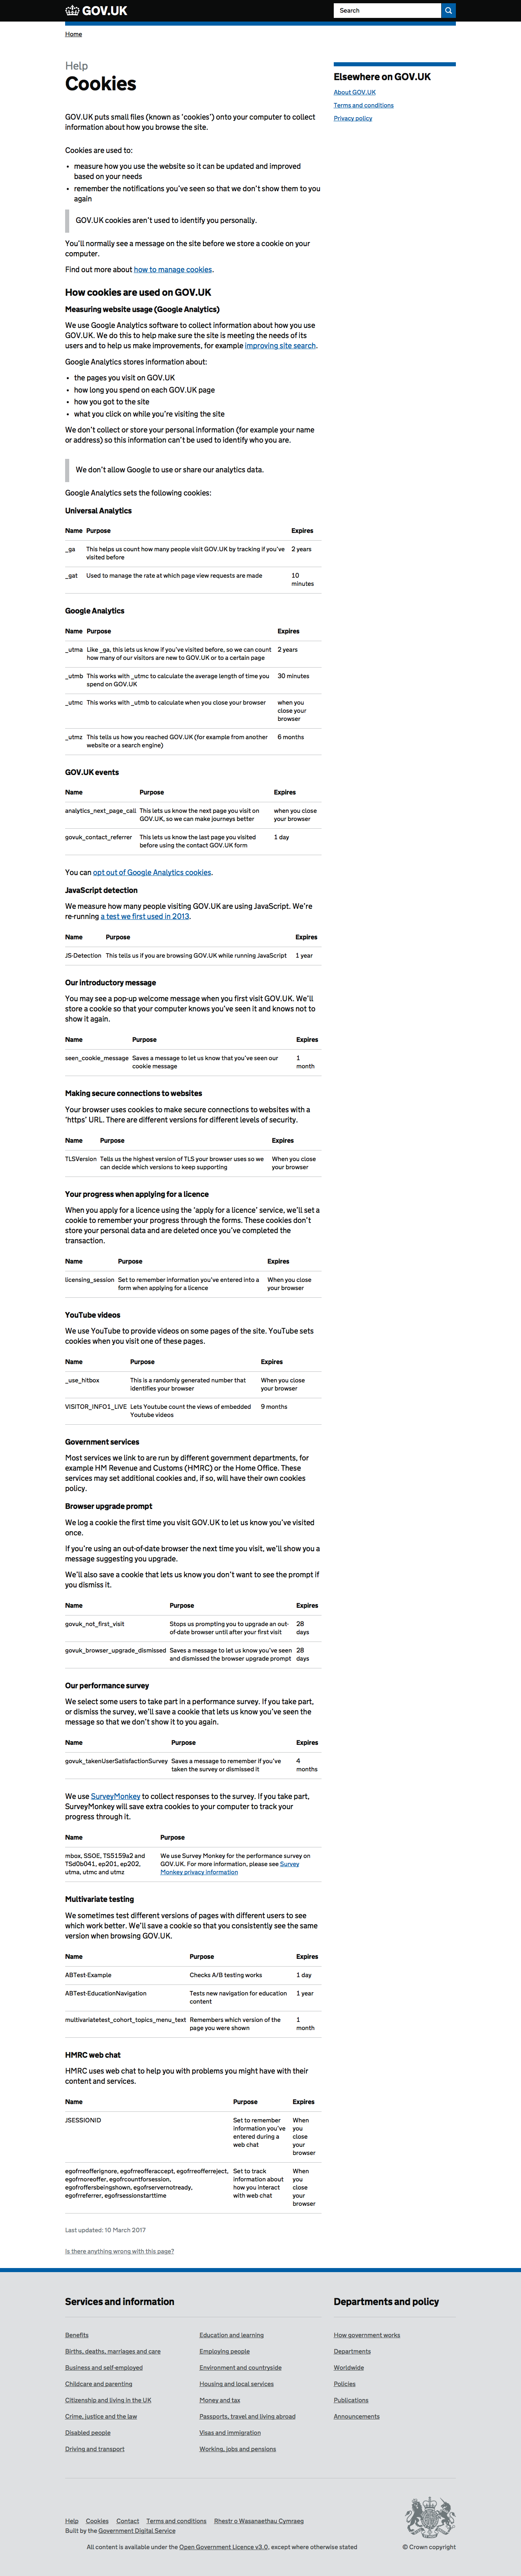 GOV.UK
Search
Home
Help
Cookies
GOV.UK puts small files (known as ‘cookies’) onto your computer to collect
information about how you browse the site.
Cookies are used to:
• measure how you use the website so it can be updated and improved
based on your needs
• remember the notifications you’ve seen so that we don’t show them to you
again
GOV.UK cookies aren’t used to identify you personally.
You’ll normally see a message on the site before we store a cookie on your
computer.
Find out more about how to manage cookies.
How cookies are used on GOV.UK
Measuring website usage (Google Analytics)
We use Google Analytics software to collect information about how you use
GOV.UK. We do this to help make sure the site is meeting the needs of its
users and to help us make improvements, for example improving site search.
Google Analytics stores information about:
• the pages you visit on GOV.UK
• how long you spend on each GOV.UK page
• how you got to the site
• what you click on while you’re visiting the site
We don’t collect or store your personal information (for example your name
or address) so this information can’t be used to identify who you are.
We don’t allow Google to use or share our analytics data.
Google Analytics sets the following cookies:
Universal Analytics
Name Purpose Expires
_ga This helps us count how many people visit GOV.UK by tracking if you’ve 2 years
visited before
_gat Used to manage the rate at which page view requests are made 10
minutes
Google Analytics
Name Purpose Expires
_utma Like _ga, this lets us know if you’ve visited before, so we can count 2 years
how many of our visitors are new to GOV.UK or to a certain page
_utmb This works with _utmc to calculate the average length of time you 30 minutes
spend on GOV.UK
_utmc This works with _utmb to calculate when you close your browser when you
close your
browser
_utmz This tells us how you reached GOV.UK (for example from another 6 months
website or a search engine)
GOV.UK events
Name Purpose Expires
analytics_next_page_call This lets us know the next page you visit on when you close
GOV.UK, so we can make journeys better your browser
govuk_contact_referrer This lets us know the last page you visited 1 day
before using the contact GOV.UK form
You can opt out of Google Analytics cookies.
JavaScript detection
We measure how many people visiting GOV.UK are using JavaScript. We’re
re-running a test we first used in 2013.
Name Purpose Expires
JS-Detection This tells us if you are browsing GOV.UK while running JavaScript 1 year
Our introductory message
You may see a pop-up welcome message when you first visit GOV.UK. We’ll
store a cookie so that your computer knows you’ve seen it and knows not to
show it again.
Name Purpose Expires
seen_cookie_message Saves a message to let us know that you’ve seen our 1
cookie message month
Making secure connections to websites
Your browser uses cookies to make secure connections to websites with a
‘https’ URL. There are different versions for different levels of security.
Name Purpose Expires
TLSVersion Tells us the highest version of TLS your browser uses so we When you close
can decide which versions to keep supporting your browser
Your progress when applying for a licence
When you apply for a licence using the ‘apply for a licence’ service, we’ll set a
cookie to remember your progress through the forms. These cookies don’t
store your personal data and are deleted once you’ve completed the
transaction.
Name Purpose Expires
licensing_session Set to remember information you’ve entered into a When you close
form when applying for a licence your browser
YouTube videos
We use YouTube to provide videos on some pages of the site. YouTube sets
cookies when you visit one of these pages.
Name Purpose Expires
_use_hitbox This is a randomly generated number that When you close
identifies your browser your browser
VISITOR_INFO1_LIVE Lets Youtube count the views of embedded 9 months
Youtube videos
Government services
Most services we link to are run by different government departments, for
example HM Revenue and Customs (HMRC) or the Home Office. These
services may set additional cookies and, if so, will have their own cookies
policy.
Browser upgrade prompt
We log a cookie the first time you visit GOV.UK to let us know you’ve visited
once.
If you’re using an out-of-date browser the next time you visit, we’ll show you a
message suggesting you upgrade.
We’ll also save a cookie that lets us know you don’t want to see the prompt if
you dismiss it.
Name Purpose Expires
govuk_not_first_visit Stops us prompting you to upgrade an out- 28
of-date browser until after your first visit days
govuk_browser_upgrade_dismissed Saves a message to let us know you’ve seen 28
and dismissed the browser upgrade prompt days
Our performance survey
We select some users to take part in a performance survey. If you take part,
or dismiss the survey, we’ll save a cookie that lets us know you’ve seen the
message so that we don’t show it to you again.
Name Purpose Expires
govuk_takenUserSatisfactionSurvey Saves a message to remember if you’ve 4
taken the survey or dismissed it months
We use SurveyMonkey to collect responses to the survey. If you take part,
SurveyMonkey will save extra cookies to your computer to track your
progress through it.
Name Purpose
mbox, SSOE, TS5159a2 and We use Survey Monkey for the performance survey on
TSd0b041, ep201, ep202, GOV.UK. For more information, please see Survey
utma, utmc and utmz Monkey privacy information
Multivariate testing
We sometimes test different versions of pages with different users to see
which work better. We’ll save a cookie so that you consistently see the same
version when browsing GOV.UK.
Name Purpose Expires
ABTest-Example Checks A/B testing works 1 day
ABTest-EducationNavigation Tests new navigation for education 1 year
content
multivariatetest_cohort_topics_menu_text Remembers which version of the 1
page you were shown month
HMRC web chat
HMRC uses web chat to help you with problems you might have with their
content and services.
Name Purpose Expires
JSESSIONID Set to remember When
information you’ve you
entered during a close
web chat your
browser
egofrreofferignore, egofrreofferaccept, egofrreofferreject, Set to track When
egofrmoreoffer, egofrcountforsession, information about you
egofroffersbeingshown, egofrservernotready, how you interact close
egofrreferrer, egofrsessionstarttime with web chat your
browser
Last updated: 10 March 2017
Is there anything wrong with this page?
Elsewhere on GOV.UK
About GOV.UK
Terms and conditions
Privacy policy
Services and information
Benefits
Births, deaths, marriages and care
Business and self-employed
Childcare and parenting
Citizenship and living in the UK
Crime, justice and the law
Disabled people
Driving and transport
Education and learning
Employing people
Environment and countryside
Housing and local services
Money and tax
Passports, travel and living abroad
Visas and immigration
Working, jobs and pensions
Departments and policy
How government works
Departments
Worldwide
Policies
Publications
Announcements
Help Cookies Contact Terms and conditions Rhestr o Wasanaethau Cymraeg
Built by the Government Digital Service
All content is available under the Open Government Licence v3.0, except where otherwise stated
© Crown copyright